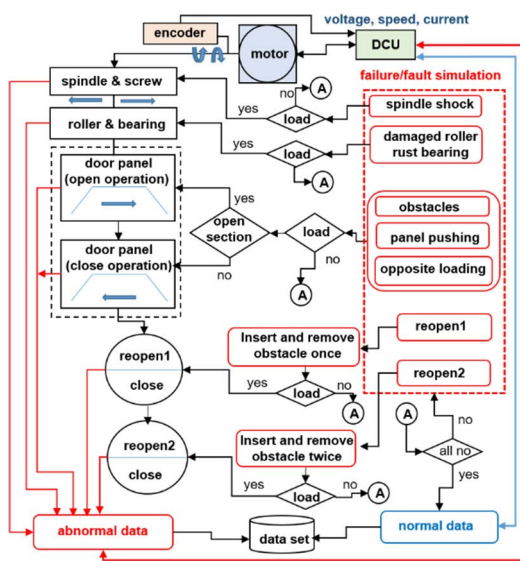 voltage, speed, current
encoder
motor
DCU
failure/fault simulation
spindle & screw
no
A
yes
load
spindle shock
roller & bearing
yes
load
damaged roller
rust bearing
A
door panel
(open operation)
yes
open
section
load
obstacles
panel pushing
opposite loading
door panel
(close operation)
no
no
A
reopen1
close
Insert and remove
obstacle once
reopen1
yes
load
no
A
reopen2
reopen2
close
Insert and remove
obstacle twice
A
no
all no
yes
yes
load
no
A
abnormal data
data set
normal data